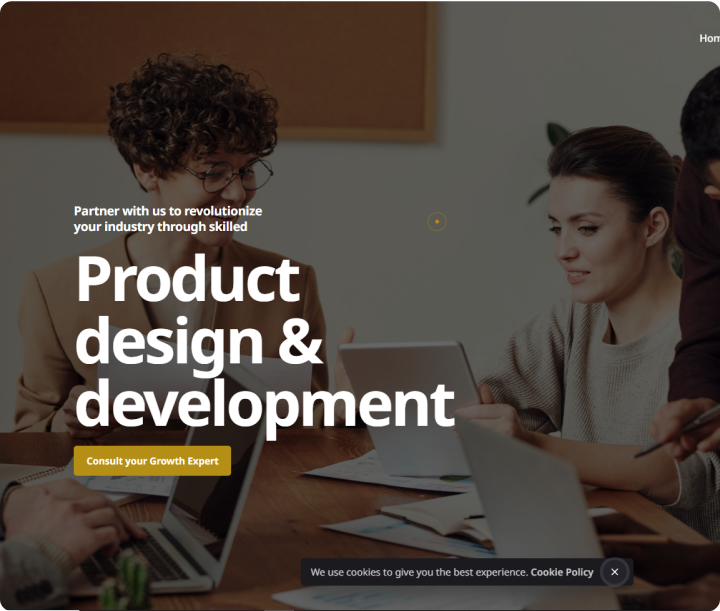 Hom
Partner with us to revolutionize
your industry through skilled
Product
design &
development
Consult your Growth Expert
We use cookies to give you the best experience. Cookie Policy